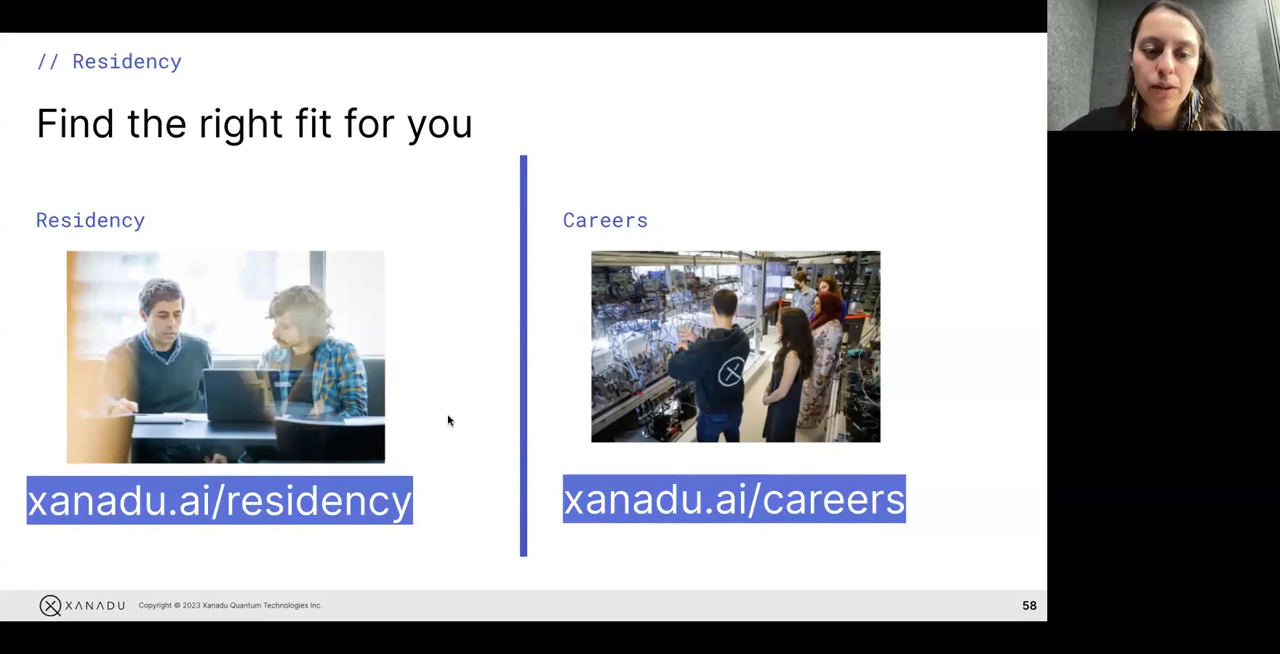 // Residency
Find the right fit for you
Residency
Careers
xanadu.ai/residency
xanadu.ai/careers
XANADU
Copyright © 2023 Xanadu Quantum Technologies Inc.
58